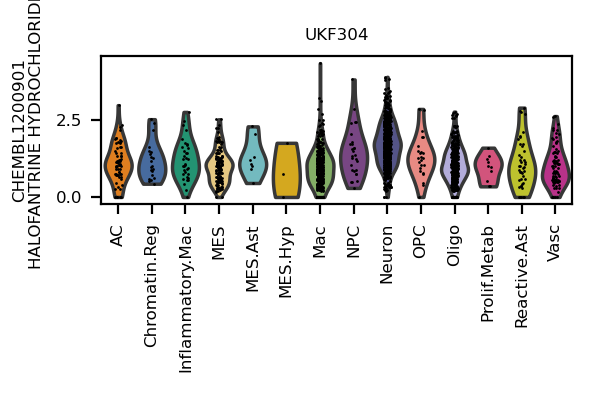 UKF304
CHEMBL1200901
HALOFANTRINE HYDROCHLORIDE
2.5
0.0
AC
Chromatin.Reg
Inflammatory.Mac
MES
MES.Ast
MES.Hyp
Mac
NPC
Neuron
OPC
Oligo
Prolif.Metab
Reactive.Ast
Vasc